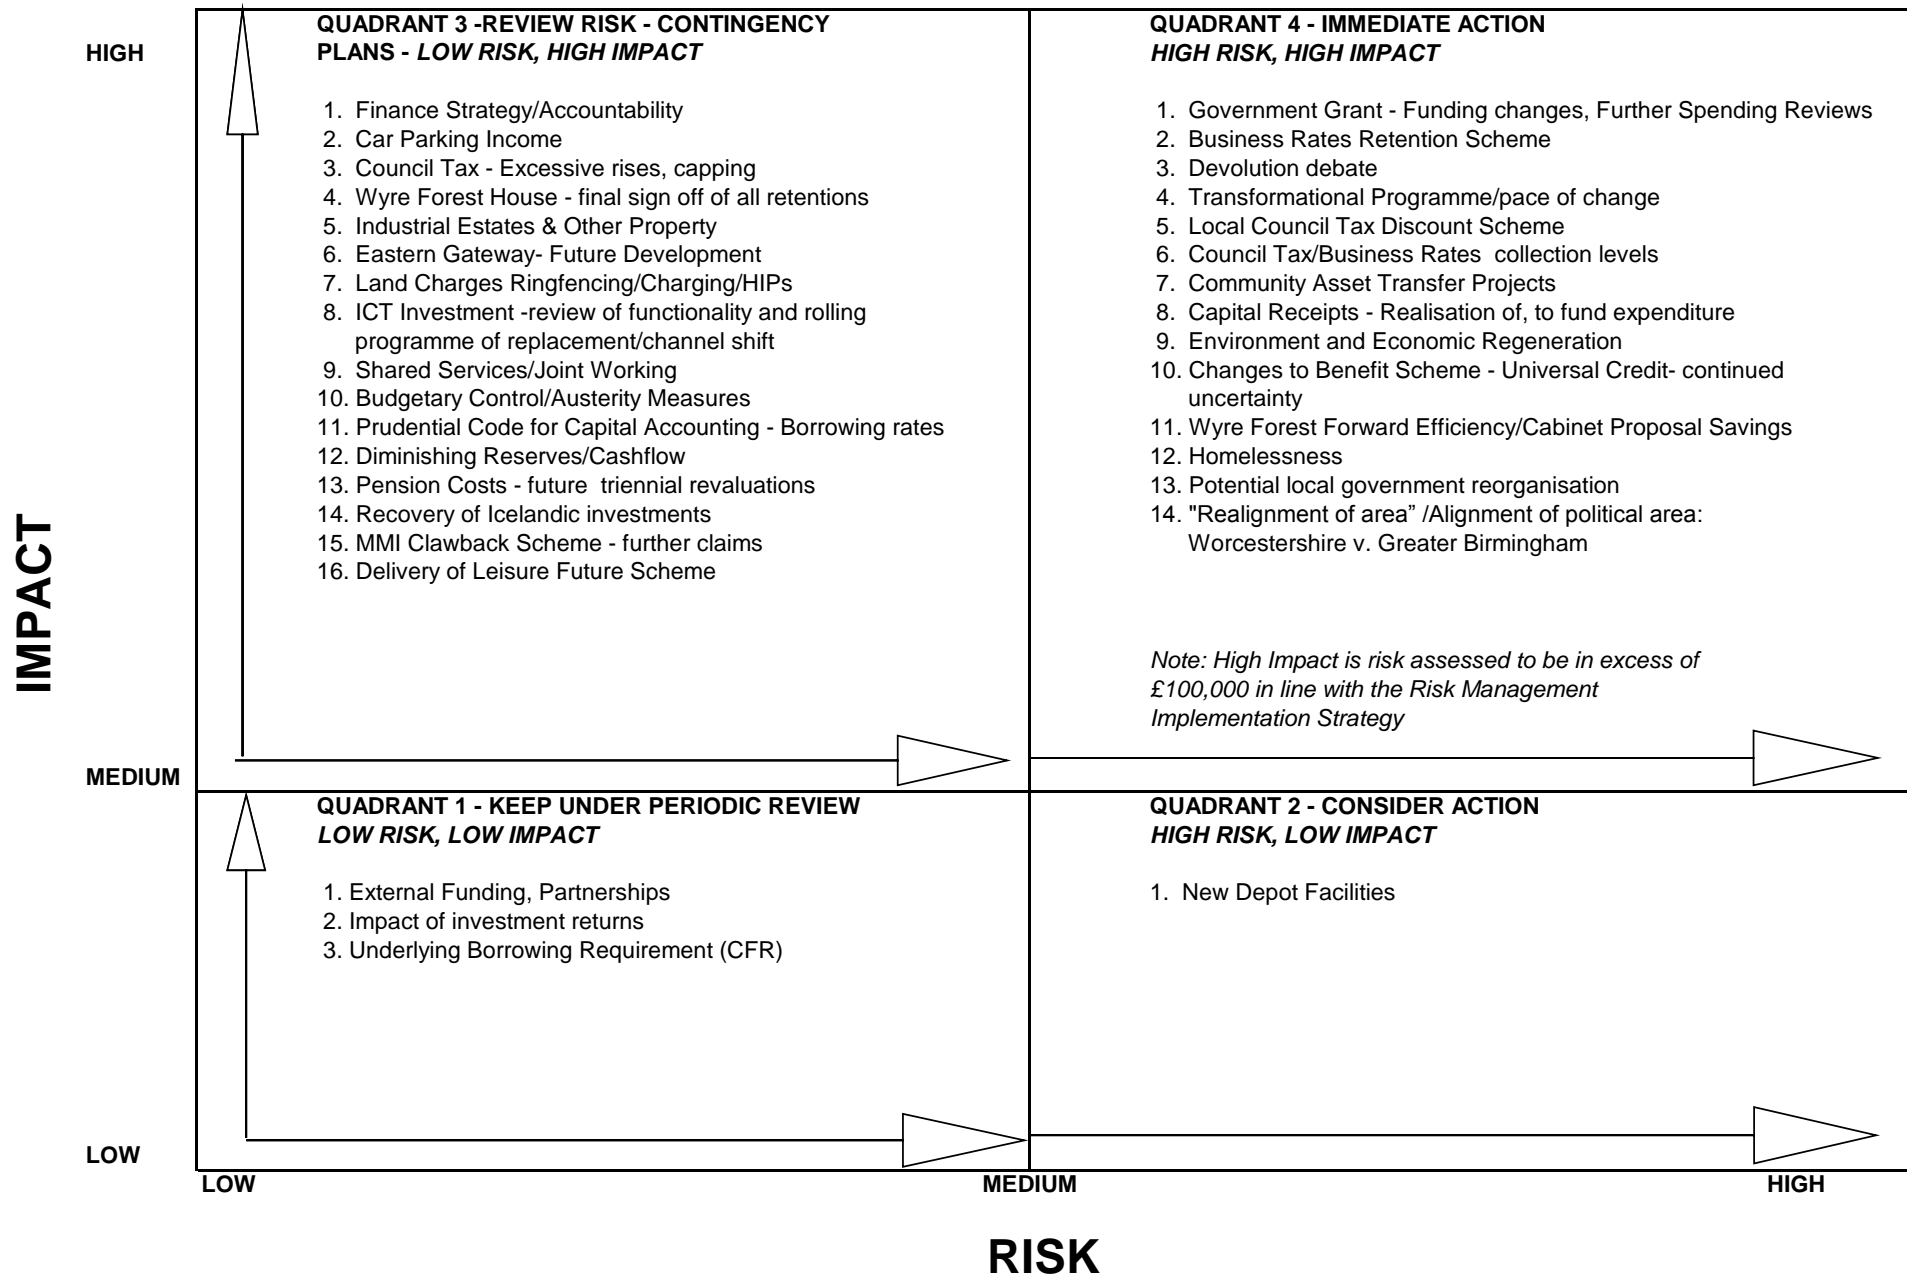 HIGH
QUADRANT 3 -REVIEW RISK - CONTINGENCY
PLANS - LOW RISK, HIGH IMPACT
1. Finance Strategy/Accountability
2. Car Parking Income
3. Council Tax - Excessive rises, capping
4. Wyre Forest House - final sign off of all retentions
5. Industrial Estates & Other Property
6. Eastern Gateway- Future Development
7. Land Charges Ringfencing/Charging/HIPs
8. ICT Investment -review of functionality and rolling
programme of replacement/channel shift
9. Shared Services/Joint Working
10. Budgetary Control/Austerity Measures
11. Prudential Code for Capital Accounting - Borrowing rates
12. Diminishing Reserves/Cashflow
13. Pension Costs - future triennial revaluations
14. Recovery of Icelandic investments
15. MMI Clawback Scheme - further claims
16. Delivery of Leisure Future Scheme
QUADRANT 4 - IMMEDIATE ACTION
HIGH RISK, HIGH IMPACT
1. Government Grant - Funding changes, Further Spending Reviews
2. Business Rates Retention Scheme
3. Devolution debate
4. Transformational Programme/pace of change
5. Local Council Tax Discount Scheme
6. Council Tax/Business Rates collection levels
7. Community Asset Transfer Projects
8. Capital Receipts - Realisation of, to fund expenditure
9. Environment and Economic Regeneration
10. Changes to Benefit Scheme - Universal Credit- continued
uncertainty
11. Wyre Forest Forward Efficiency/Cabinet Proposal Savings
12. Homelessness
13. Potential local government reorganisation
14. "Realignment of area” /Alignment of political area:
Worcestershire v. Greater Birmingham
Note: High Impact is risk assessed to be in excess of
£100,000 in line with the Risk Management
Implementation Strategy
IMPACT
MEDIUM
QUADRANT 1 - KEEP UNDER PERIODIC REVIEW
LOW RISK, LOW IMPACT
1. External Funding, Partnerships
2. Impact of investment returns
3. Underlying Borrowing Requirement (CFR)
QUADRANT 2 - CONSIDER ACTION
HIGH RISK, LOW IMPACT
1. New Depot Facilities
LOW
LOW
MEDIUM
HIGH
RISK